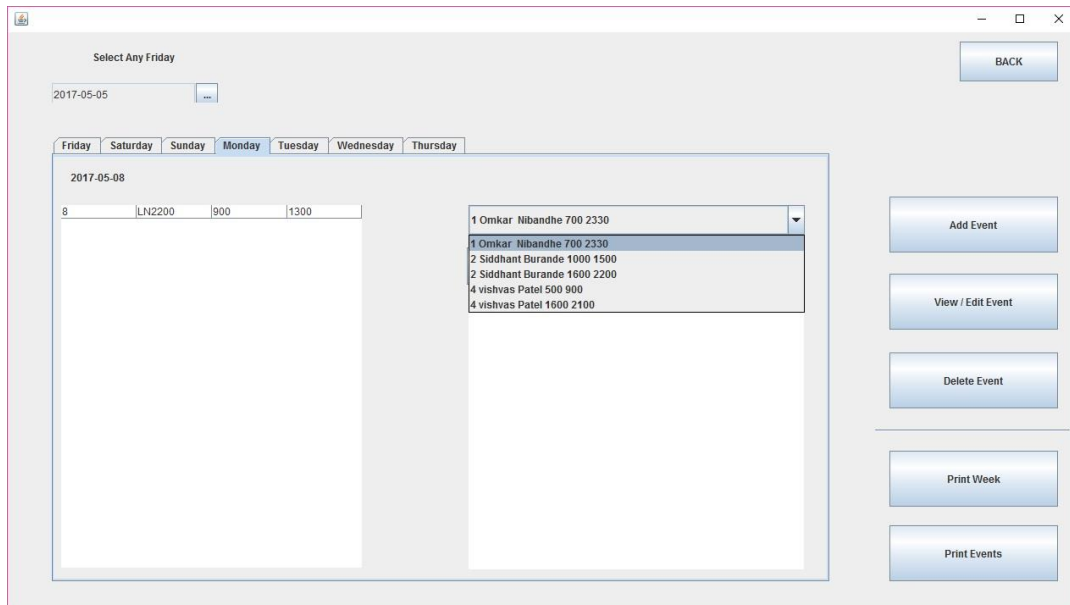 Select Any Friday
BACK
2017-05-05
...
Friday Saturday Sunday Monday Tuesday Wednesday Thursday
2017-05-08
8 LN2200 900 1300
1 Omkar Nibandhe 700 2330
1 Omkar Nibandhe 700 2330
2 Siddhant Burande 1000 1500
2 Siddhant Burande 1600 2200
4 vishvas Patel 500 900
4 vishvas Patel 1600 2100
Add Event
View / Edit Event
Delete Event
Print Week
Print Events